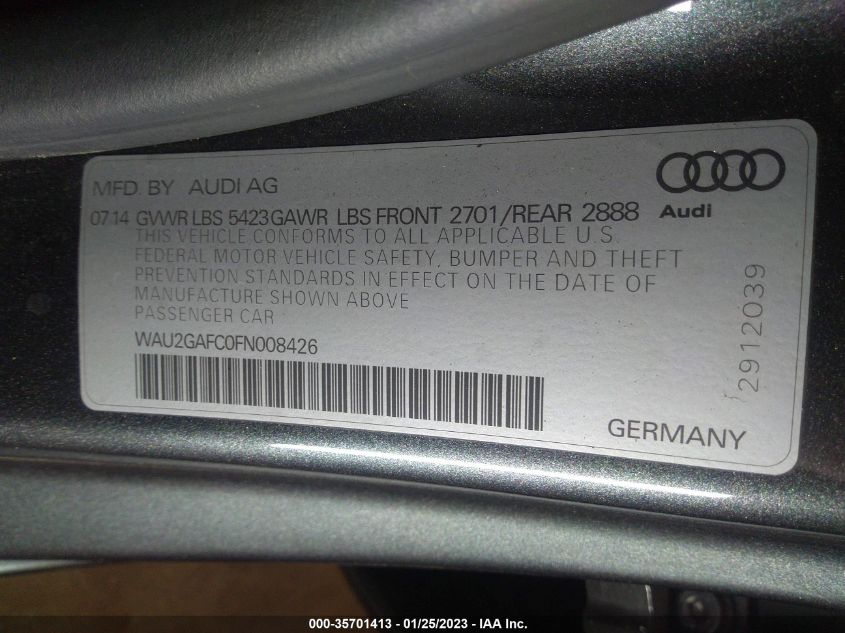 MFD. BY AUDI AG
Audi
07.14 GVWR LBS 5423 GAWR LBS FRONT 2701/REAR 2888
THIS VEHICLE CONFORMS TO ALL APPLICABLE U.S.
FEDERAL MOTOR VEHICLE SAFETY, BUMPER AND THEFT
PREVENTION STANDARDS IN EFFECT ON THE DATE OF
MANUFACTURE SHOWN ABOVE
PASSENGER CAR
WAU2GAFC0FN008426
2912039
GERMANY
000-35701413 - 01/25/2023 - IAA Inc.